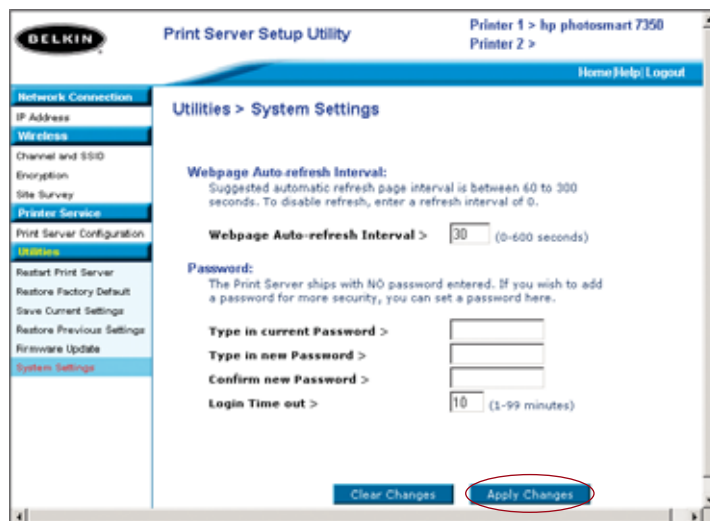 BELKIN
Print Server Setup Utility
Printer 1 > hp photosmart 7350
Printer 2 >
Home|Help| Logout
Network Connection
IP Address
Wireless
Channel and SSID
Encryption
Site Survey
Printer Service
Print Server Configuration
Utilities
Restart Print Server
Restore Factory Default
Save Current Settings
Restore Previous Settings
Firmware Update
System Settings
Utilities > System Settings
Webpage Auto-refresh Interval:
Suggested automatic refresh page interval is between 60 to 300
seconds. To disable refresh, enter a refresh interval of 0.
Webpage Auto-refresh Interval > 30 (0-600 seconds)
Password:
The Print Server ships with NO password entered. If you wish to add
a password for more security, you can set a password here.
Type in current Password >
Type in new Password >
Confirm new Password >
Login Time out > 10 (1-99 minutes)
Clear Changes Apply Changes